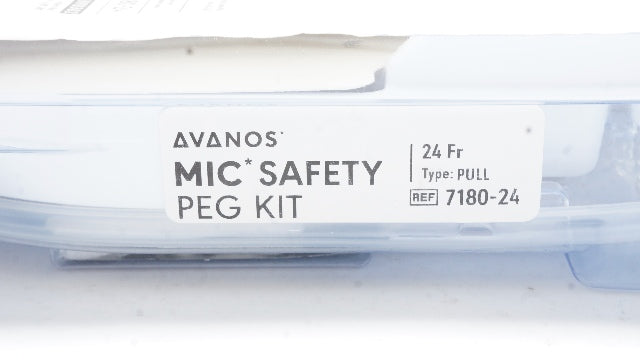 AVANOS*
MIC* SAFETY
PEG KIT
24 Fr
Type: PULL
REF 7180-24